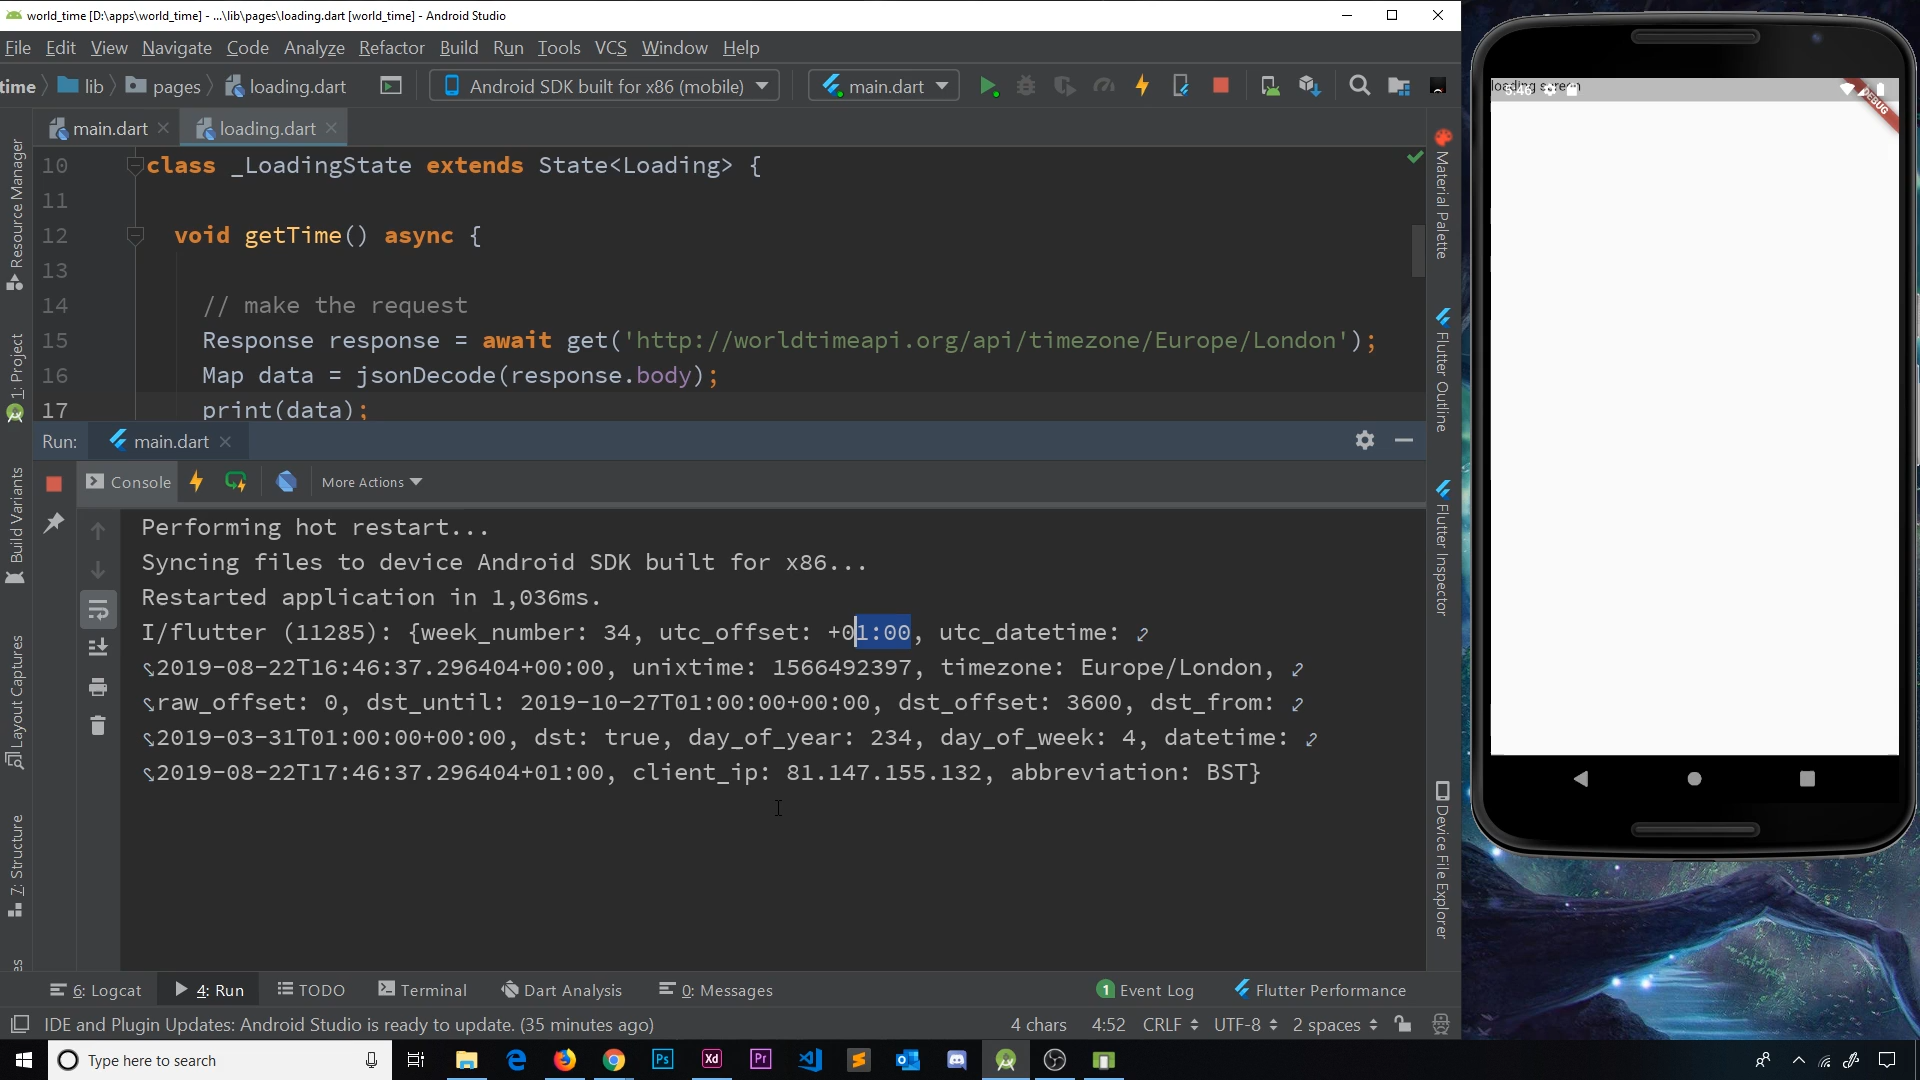 world_time [D:\apps\world_time] - ...\lib\pages\loading.dart [world_time] - Android Studio
File Edit View Navigate Code Analyze Refactor Build Run Tools VCS Window Help
time lib pages loading.dart Android SDK built for x86 (mobile) main.dart
main.dart loading.dart
10 class _LoadingState extends State<Loading> {
11
12 void getTime() async {
13
14 // make the request
15 Response response = await get('http://worldtimeapi.org/api/timezone/Europe/London');
16 Map data = jsonDecode(response.body);
17 print(data);
Run: main.dart
Console More Actions
Performing hot restart...
Syncing files to device Android SDK built for x86...
Restarted application in 1,036ms.
I/flutter (11285): {week_number: 34, utc_offset: +01:00, utc_datetime:
2019-08-22T16:46:37.296404+00:00, unixtime: 1566492397, timezone: Europe/London,
raw_offset: 0, dst_until: 2019-10-27T01:00:00+00:00, dst_offset: 3600, dst_from:
2019-03-31T01:00:00+00:00, dst: true, day_of_year: 234, day_of_week: 4, datetime:
2019-08-22T17:46:37.296404+01:00, client_ip: 81.147.155.132, abbreviation: BST}
6: Logcat 4: Run TODO Terminal Dart Analysis 0: Messages 1 Event Log Flutter Performance
IDE and Plugin Updates: Android Studio is ready to update. (35 minutes ago) 4 chars 4:52 CRLF UTF-8 2 spaces
Type here to search Ps Xd Pr
Resource Manager
1: Project
Build Variants
Layout Captures
7: Structure
es
Material Palette
Flutter Outline
Flutter Inspector
Device File Explorer
loading screen
5:46
DEBUG